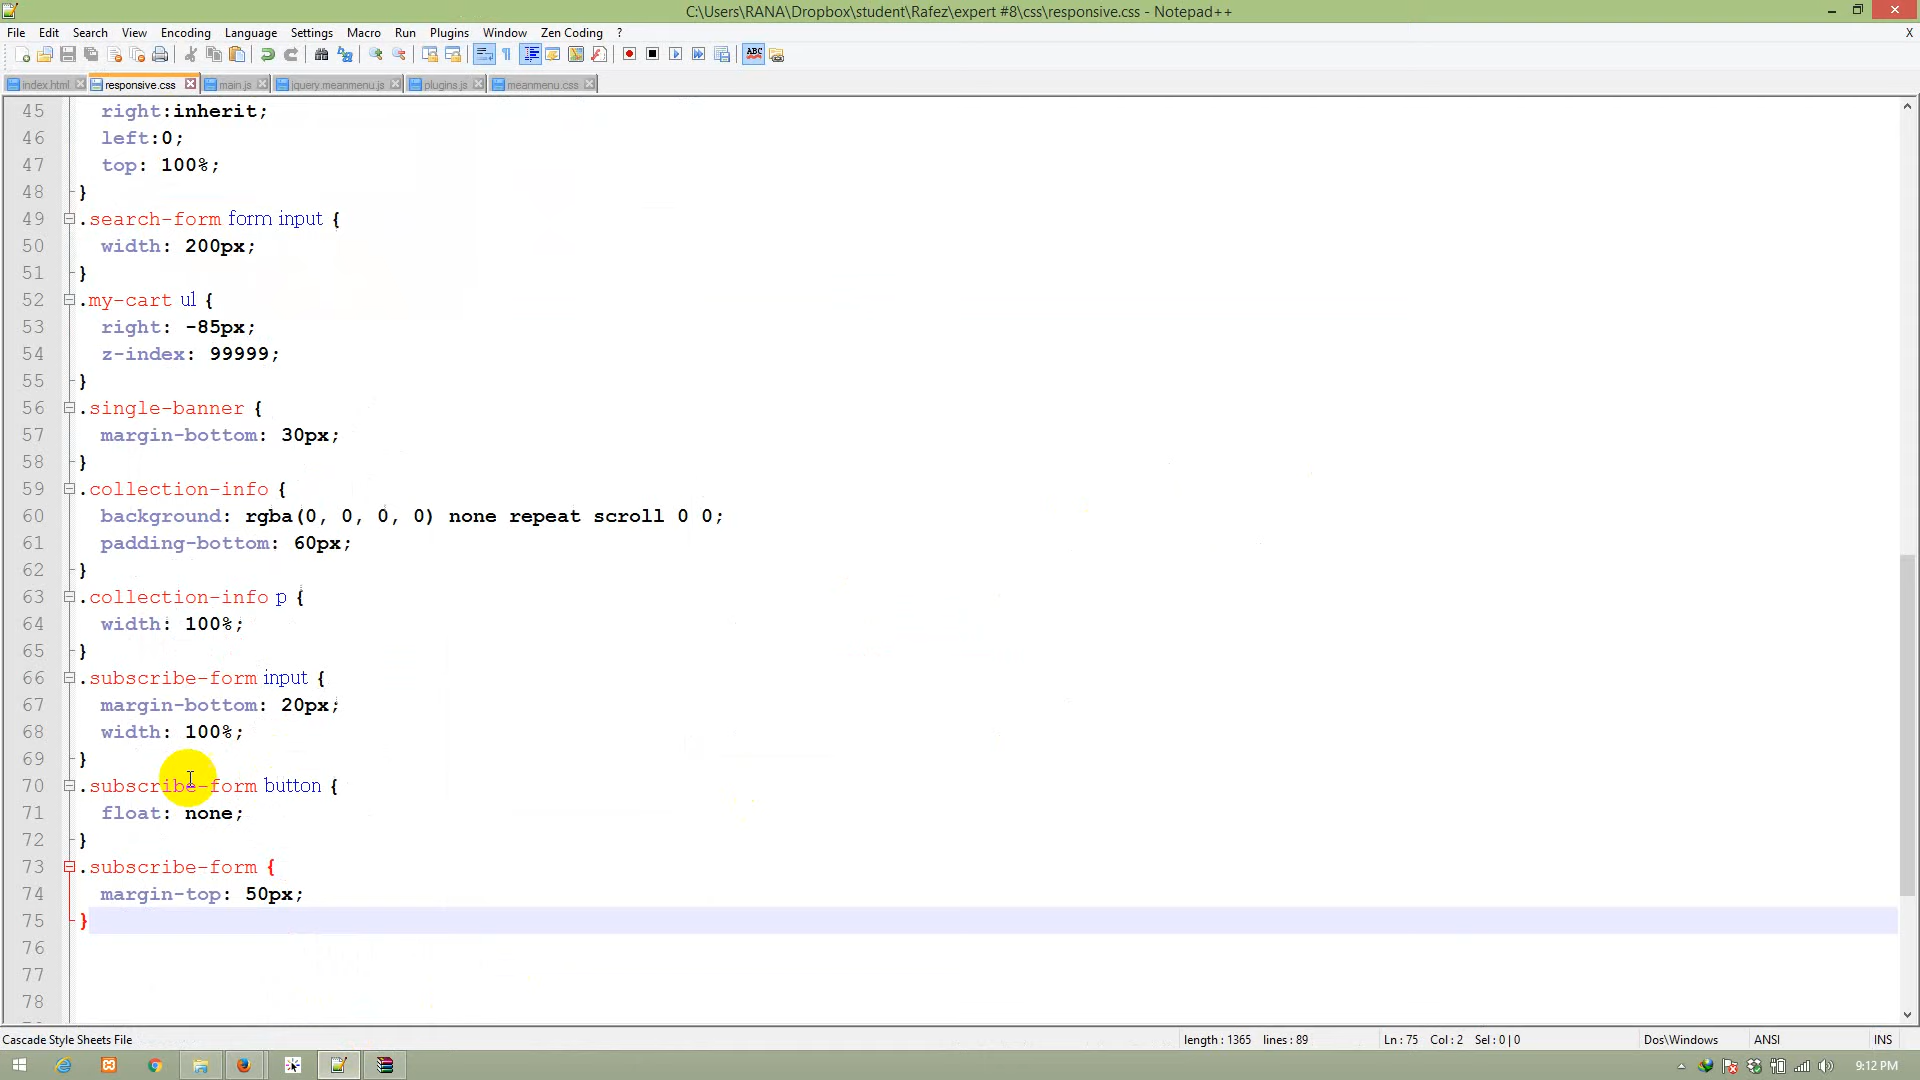 C:\Users\RANA\Dropbox\student\Rafez\expert #8\css\responsive.css - Notepad++
File Edit Search View Encoding Language Settings Macro Run Plugins Window Zen Coding ? X
index.html responsive.css main.js jquery.meanmenu.js plugins.js meanmenu.css
45 right:inherit;
46 left:0;
47 top: 100%;
48 }
49 .search-form form input {
50 width: 200px;
51 }
52 .my-cart ul {
53 right: -85px;
54 z-index: 99999;
55 }
56 .single-banner {
57 margin-bottom: 30px;
58 }
59 .collection-info {
60 background: rgba(0, 0, 0, 0) none repeat scroll 0 0;
61 padding-bottom: 60px;
62 }
63 .collection-info p {
64 width: 100%;
65 }
66 .subscribe-form input {
67 margin-bottom: 20px;
68 width: 100%;
69 }
70 .subscribe-form button {
71 float: none;
72 }
73 .subscribe-form {
74 margin-top: 50px;
75 }
76
77
78
Cascade Style Sheets File length : 1365 lines : 89 Ln : 75 Col : 2 Sel : 0 | 0 Dos\Windows ANSI INS
9:12 PM